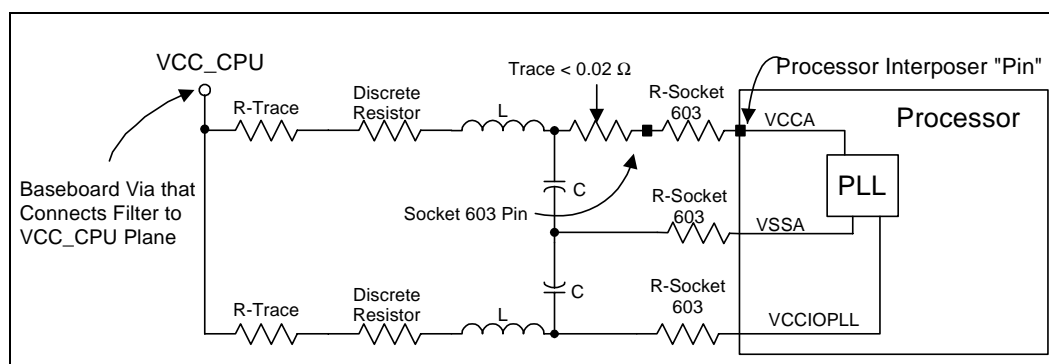 VCC_CPU
Trace < 0.02 Ω
Processor Interposer "Pin"
R-Trace
Discrete
Resistor
L
R-Socket
603
VCCA
Processor
Baseboard Via that
Connects Filter to
VCC_CPU Plane
C
Socket 603 Pin
R-Socket
603
VSSA
PLL
C
R-Trace
Discrete
Resistor
L
R-Socket
603
VCCIOPLL